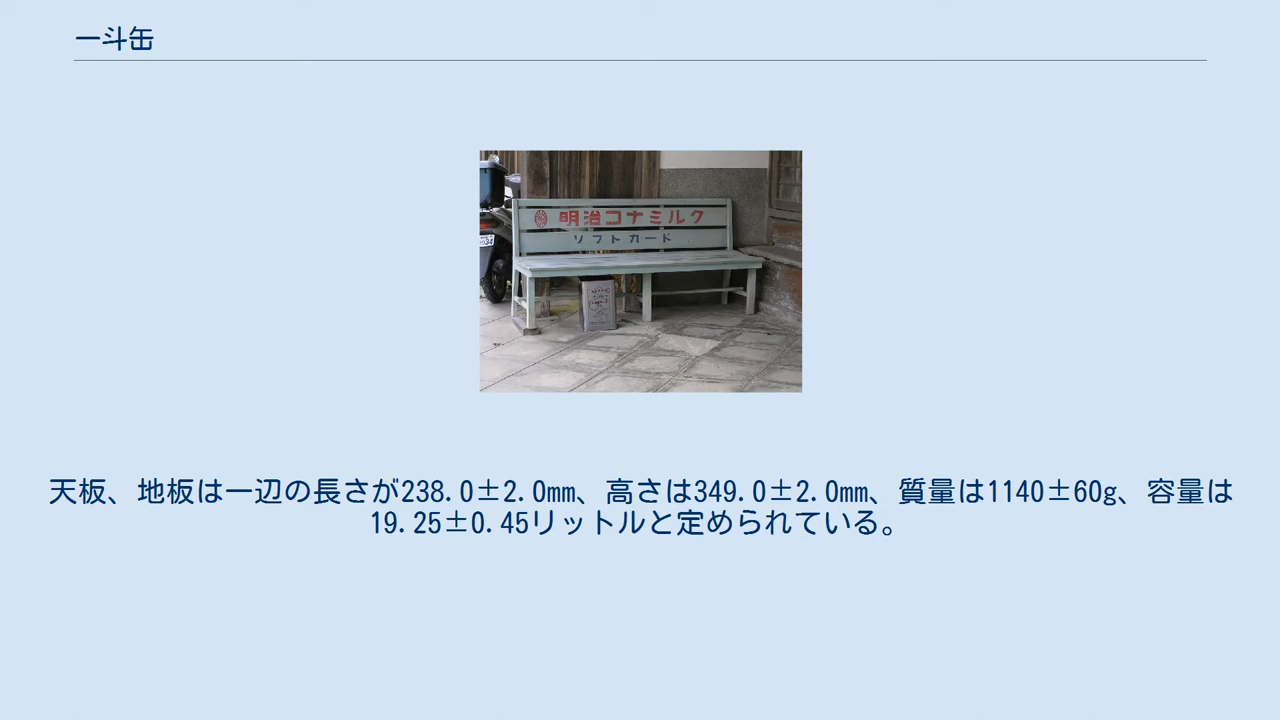 一斗缶
明治コナミルク
ソフトカード
天板、地板は一辺の長さが238.0±2.0mm、高さは349.0±2.0mm、質量は1140±60g、容量は
19.25±0.45リットルと定められている。